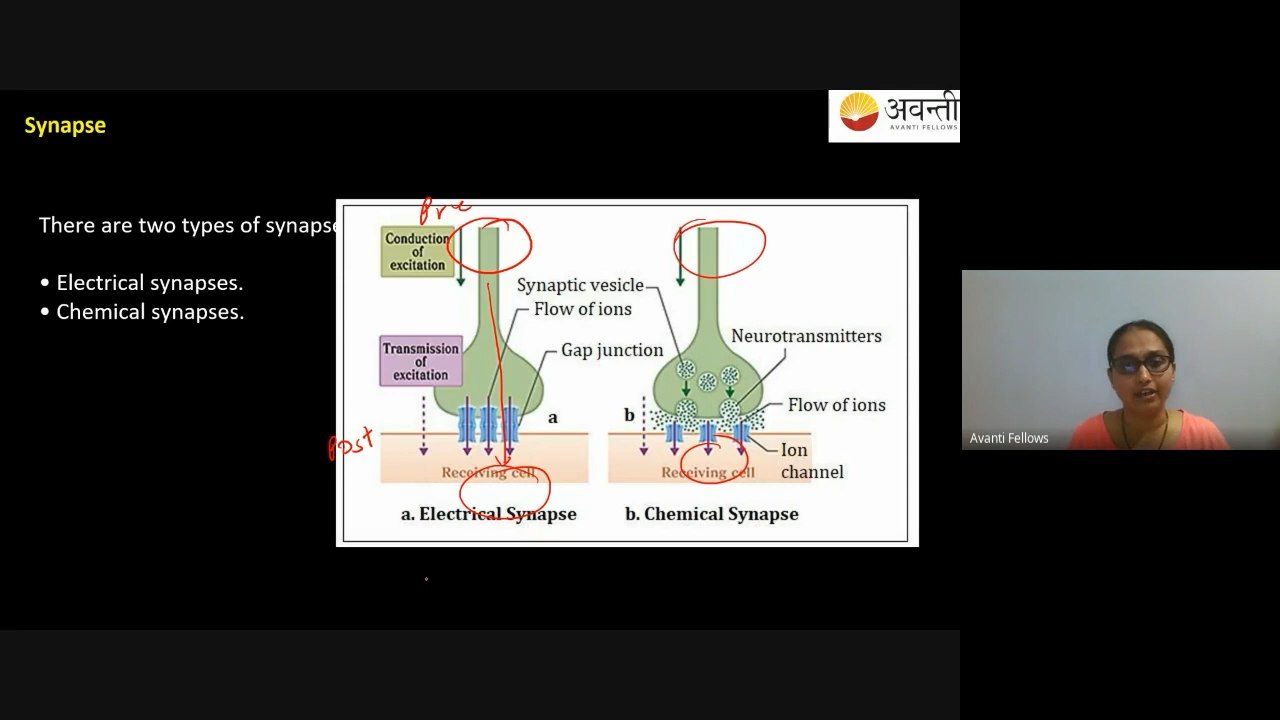 अवन्ती
AVANTI FELLOWS
Synapse
There are two types of synapse
• Electrical synapses.
• Chemical synapses.
Pre
Conduction
of
excitation
Synaptic vesicle
Flow of ions
Gap junction
Neurotransmitters
Transmission
of
excitation
Flow of ions
a
b
Post
Ion
channel
Receiving cell
Receiving cell
a. Electrical Synapse
b. Chemical Synapse
Avanti Fellows